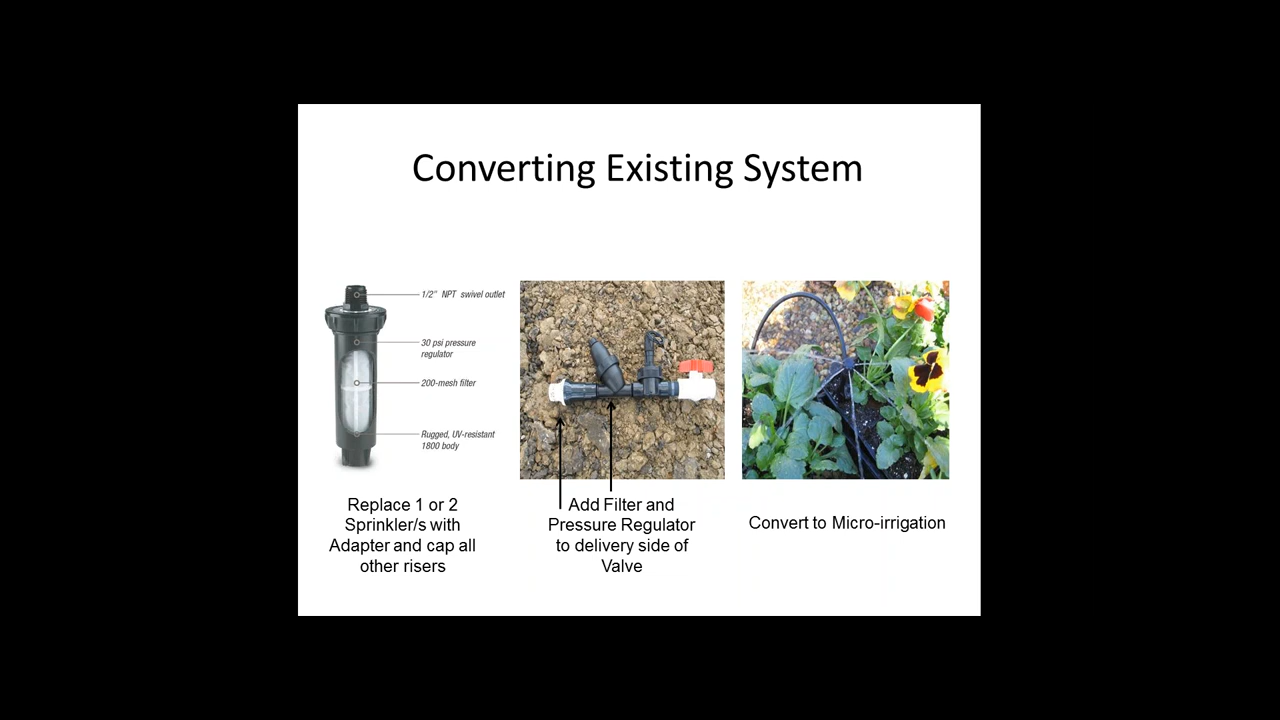 Converting Existing System
1/2" NPT swivel outlet
30 psi pressure
regulator
200-mesh filter
Rugged, UV-resistant
1800 body
Replace 1 or 2
Sprinkler/s with
Adapter and cap all
other risers
Add Filter and
Pressure Regulator
to delivery side of
Valve
Convert to Micro-irrigation